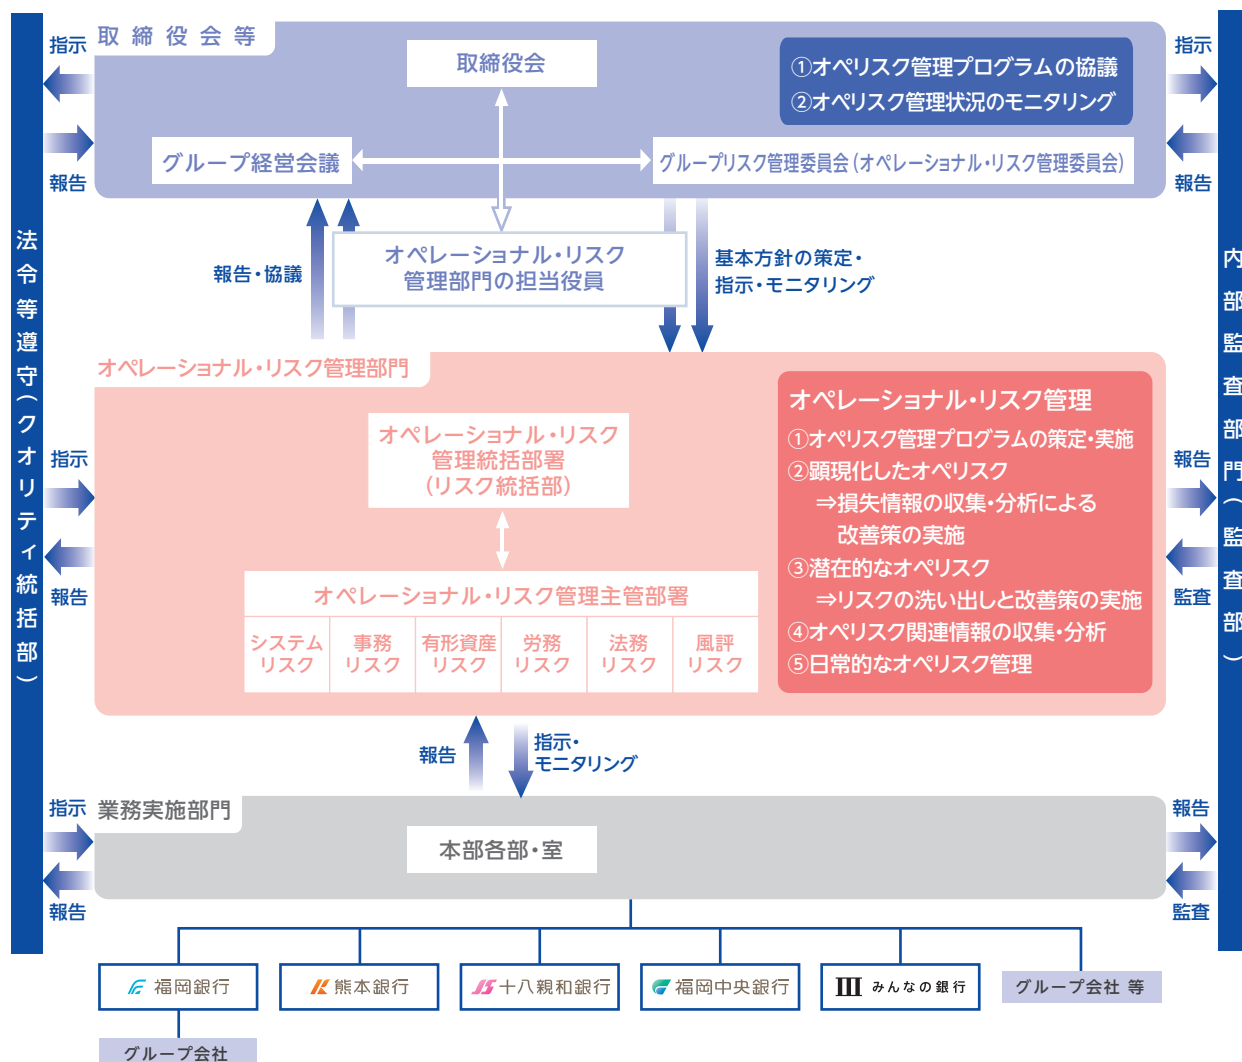 取締役会等
取締役会
①オペリスク管理プログラムの協議
②オペリスク管理状況のモニタリング
グループ経営会議
グループリスク管理委員会（オペレーショナル・リスク管理委員会）
指示
報告
指示
報告
法令等遵守（クオリティ統括部）
内部監査部門（監査部）
報告・協議
オペレーショナル・リスク
管理部門の担当役員
基本方針の策定・
指示・モニタリング
オペレーショナル・リスク管理部門
オペレーショナル・リスク
管理統括部署
（リスク統括部）
オペレーショナル・リスク管理主管部署
システム
リスク
事務
リスク
有形資産
リスク
労務
リスク
法務
リスク
風評
リスク
オペレーショナル・リスク管理
①オペリスク管理プログラムの策定・実施
②顕現化したオペリスク
⇒損失情報の収集・分析による
改善策の実施
③潜在的なオペリスク
⇒リスクの洗い出しと改善策の実施
④オペリスク関連情報の収集・分析
⑤日常的なオペリスク管理
指示
報告
報告
監査
報告
指示・
モニタリング
業務実施部門
本部各部・室
指示
報告
報告
監査
福岡銀行
熊本銀行
十八親和銀行
福岡中央銀行
みんなの銀行
グループ会社 等
グループ会社